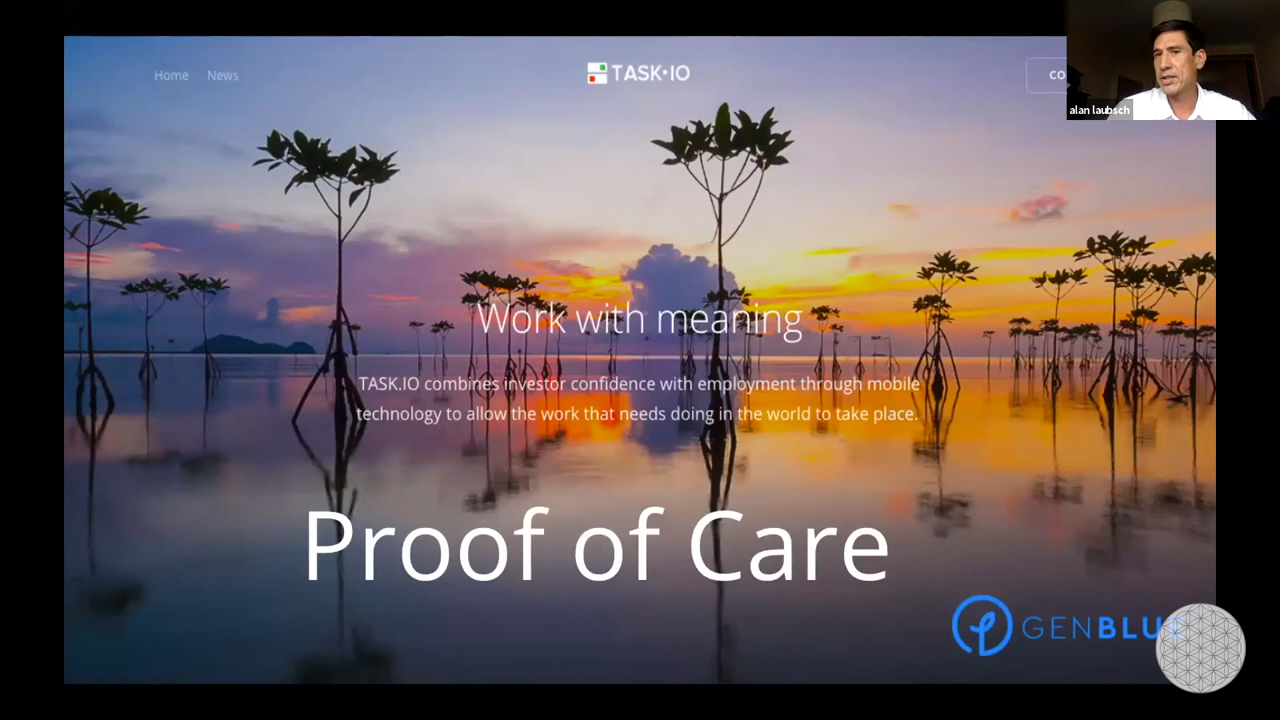 Home News
TASK•IO
CO
alan laubsch
Work with meaning
TASK.IO combines investor confidence with employment through mobile
technology to allow the work that needs doing in the world to take place.
Proof of Care
GENBLUE